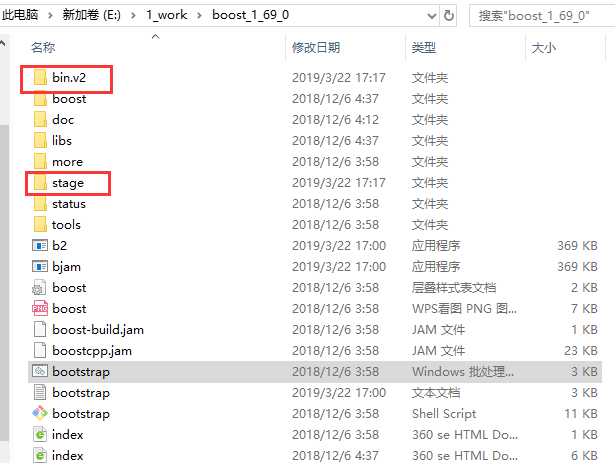 此电脑 > 新加卷 (E:) > 1_work > boost_1_69_0 搜索"boost_1_69_0"
名称 修改日期 类型 大小
bin.v2 2019/3/22 17:17 文件夹
boost 2018/12/6 4:37 文件夹
doc 2018/12/6 4:12 文件夹
libs 2018/12/6 4:37 文件夹
more 2018/12/6 3:58 文件夹
stage 2019/3/22 17:17 文件夹
status 2018/12/6 3:58 文件夹
tools 2018/12/6 3:58 文件夹
b2 2019/3/22 17:00 应用程序 369 KB
bjam 2019/3/22 17:00 应用程序 369 KB
boost 2018/12/6 3:58 层叠样式表文档 2 KB
boost 2018/12/6 3:58 WPS看图 PNG 图... 7 KB
boost-build.jam 2018/12/6 3:58 JAM 文件 1 KB
boostcpp.jam 2018/12/6 3:58 JAM 文件 23 KB
bootstrap 2018/12/6 3:58 Windows 批处理... 3 KB
bootstrap 2019/3/22 17:00 文本文档 3 KB
bootstrap 2018/12/6 3:58 Shell Script 11 KB
index 2018/12/6 3:58 360 se HTML Do... 1 KB
index 2018/12/6 4:37 360 se HTML Do... 6 KB